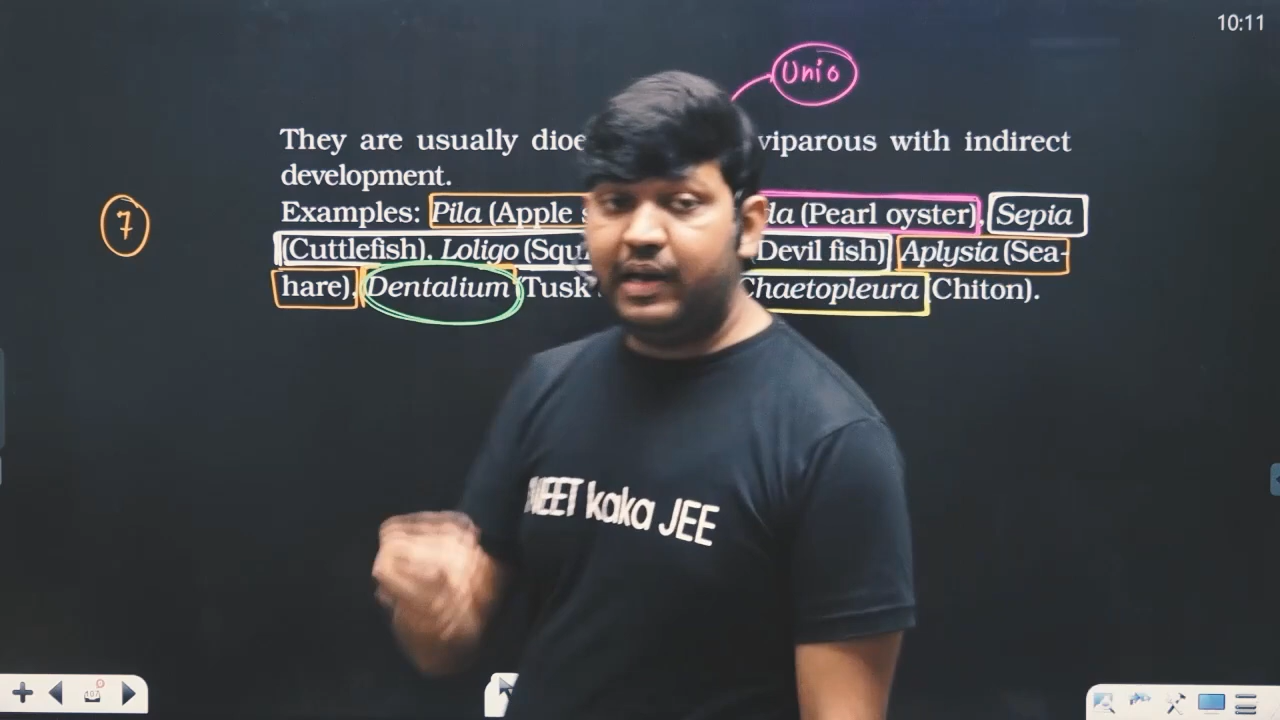 10:11
Unio
They are usually dioe viparous with indirect
development.
7
Examples: Pila (Apple s la (Pearl oyster), Sepia
(Cuttlefish), Loligo (Squ Devil fish), Aplysia (Sea-
hare), Dentalium (Tusk Chaetopleura (Chiton).
NEET kaka JEE